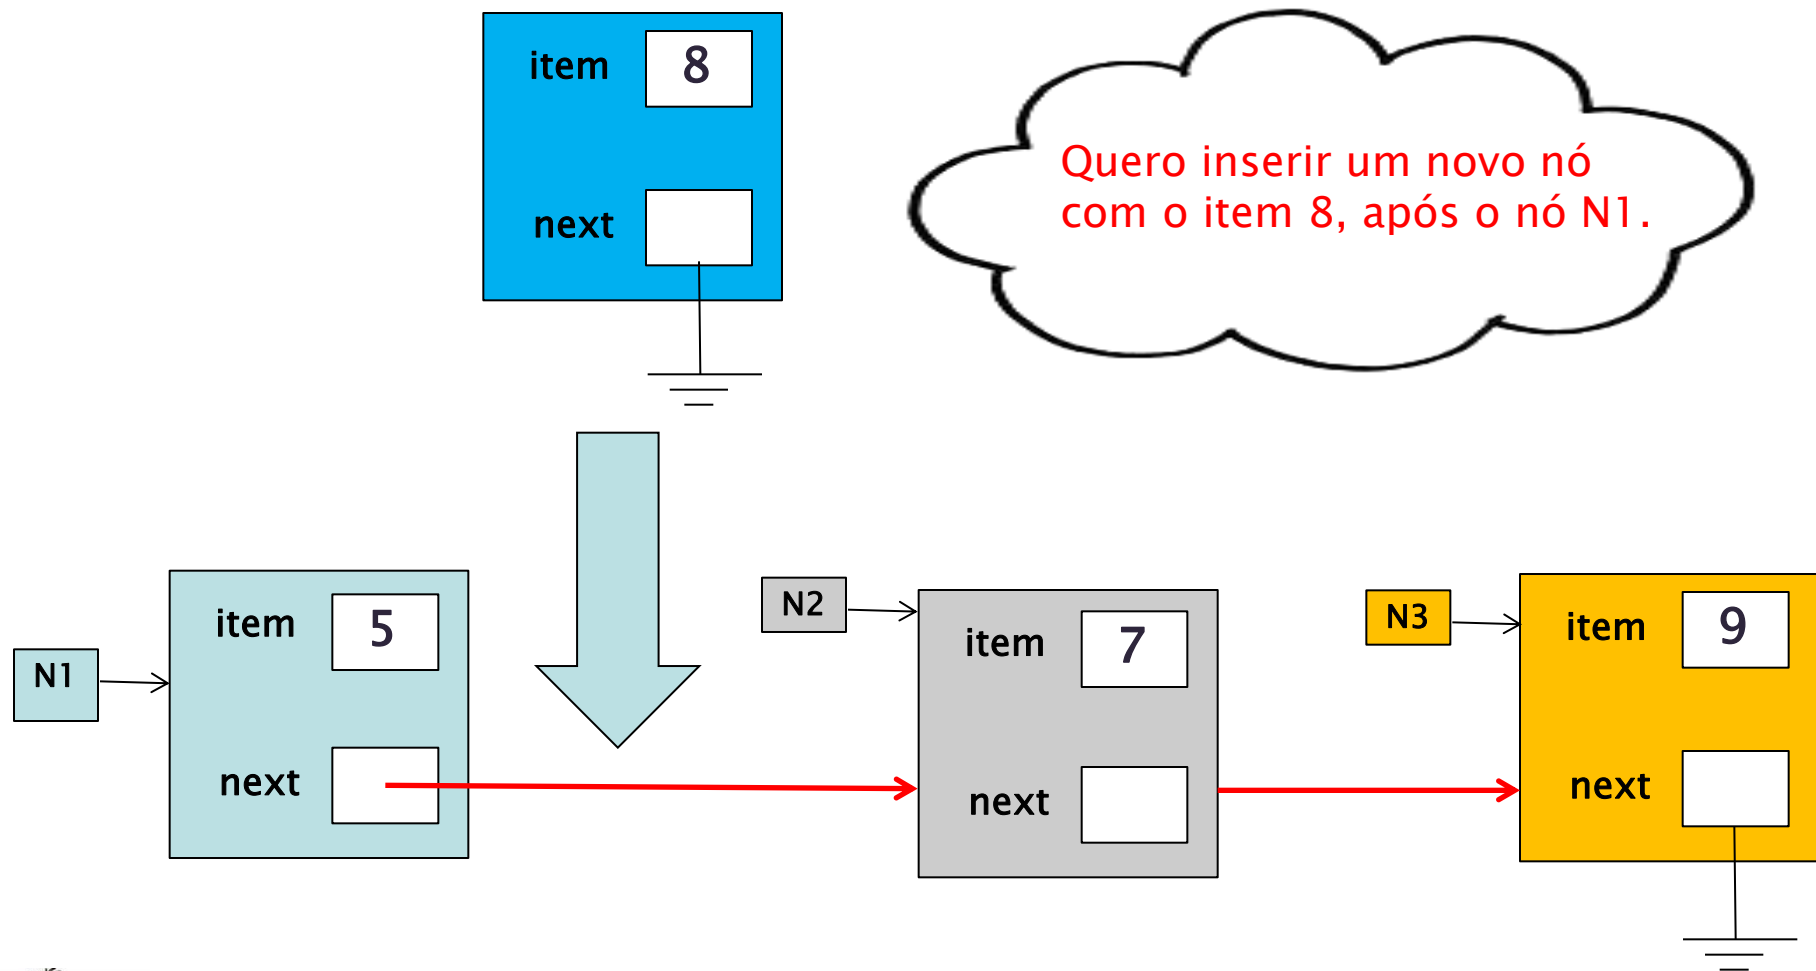 item 8
next
Quero inserir um novo nó
com o item 8, após o nó N1.
N1
item 5
next
N2
item 7
next
N3
item 9
next